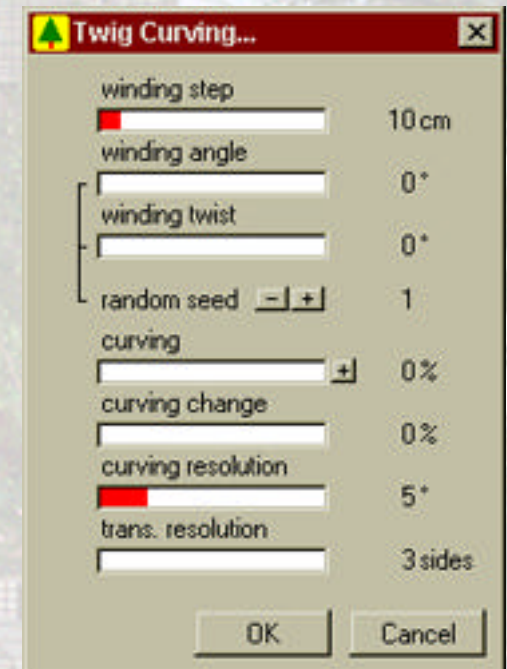 Twig Curving...
winding step
10 cm
winding angle
0°
winding twist
0°
random seed - + 1
curving
+ 0%
curving change
0%
curving resolution
5°
trans. resolution
3 sides
OK Cancel